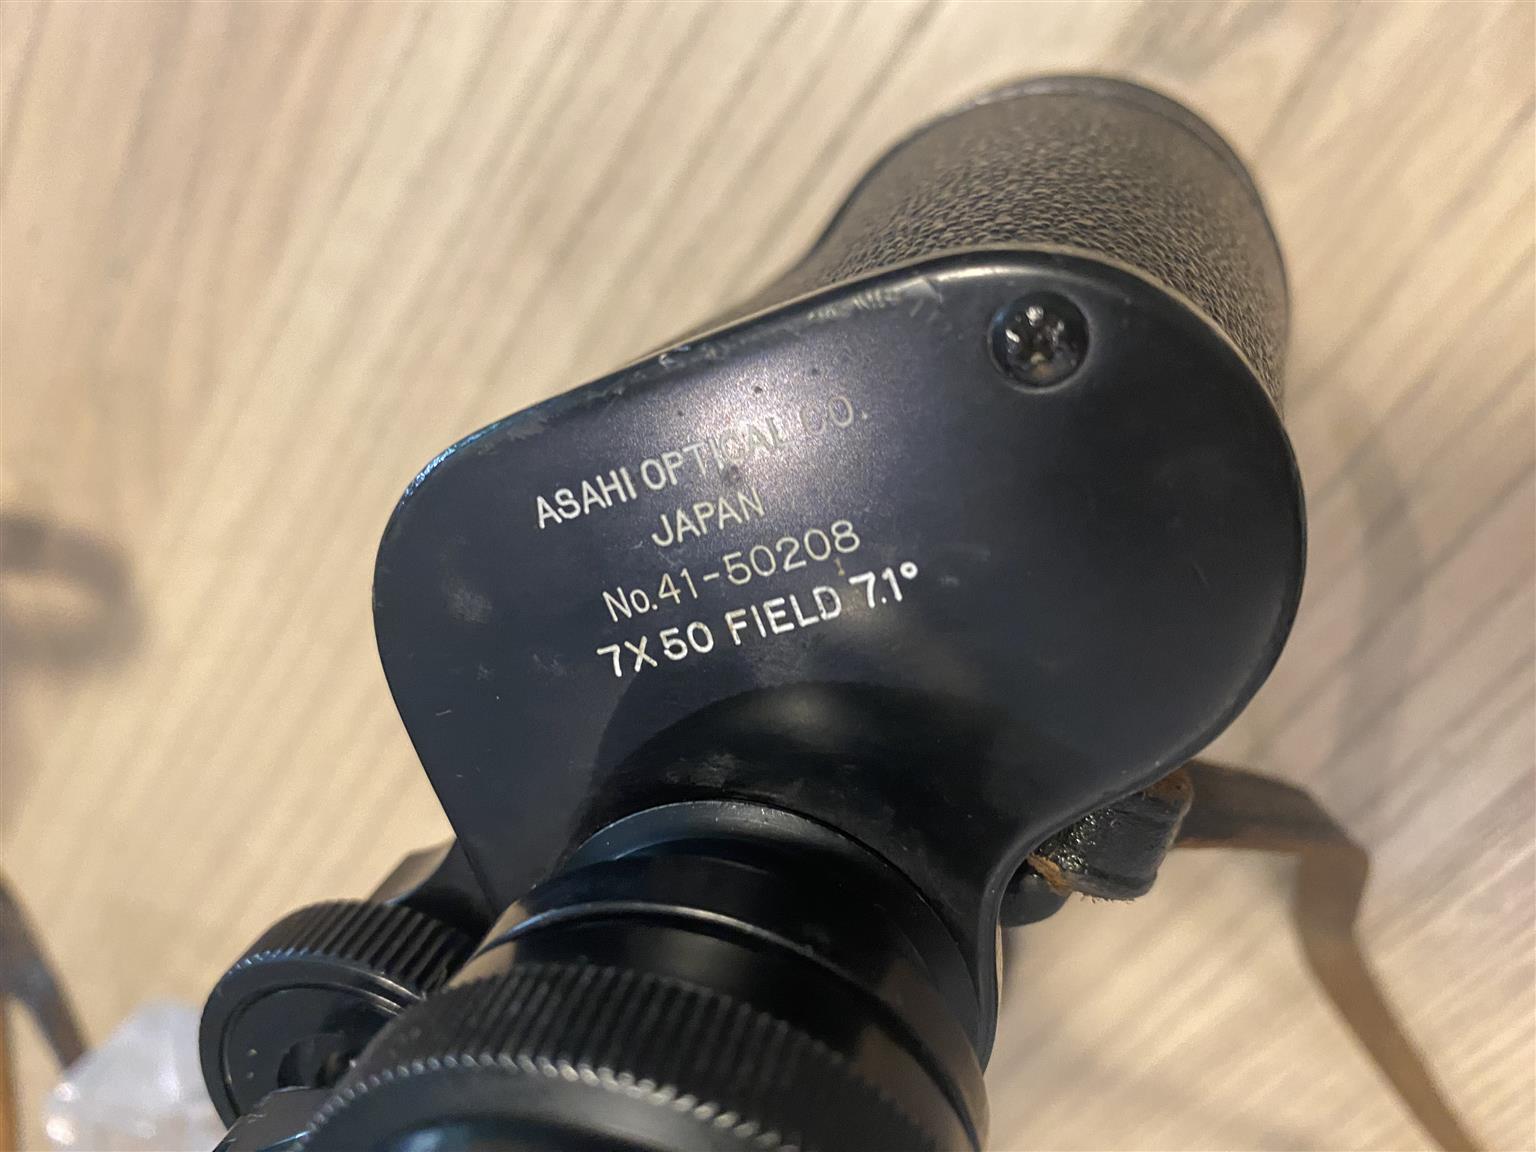 ASAHI OPTICAL CO.
JAPAN
No.41-50208
7X50 FIELD 7.1°